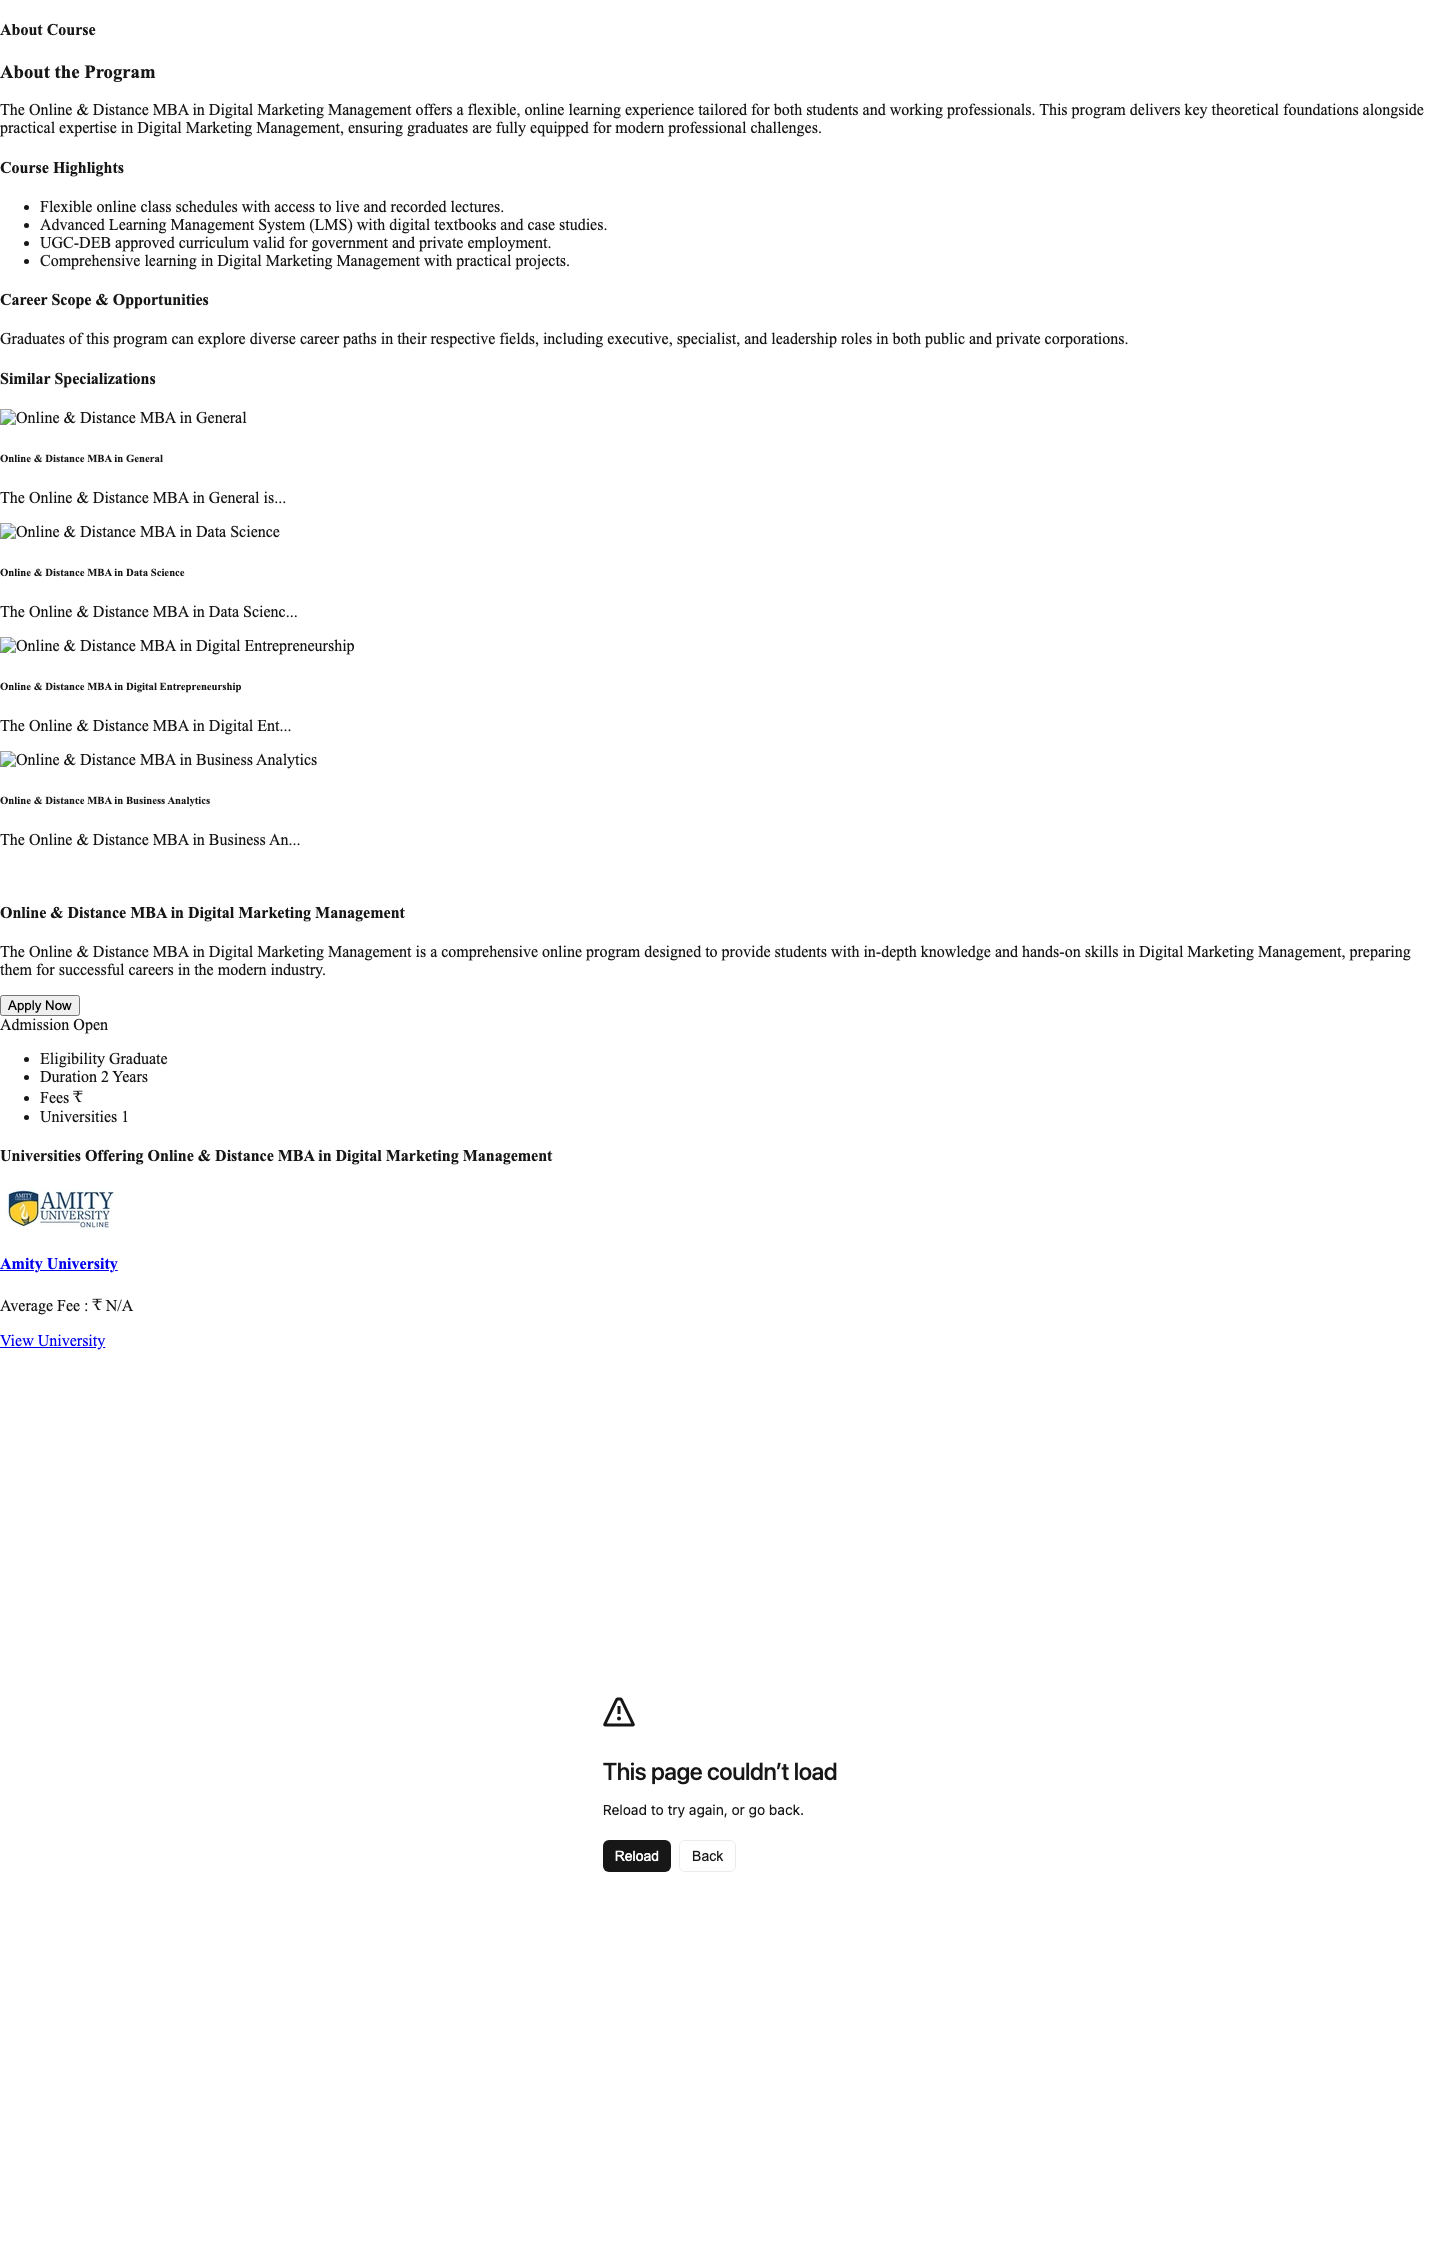 About Course
About the Program
The Online & Distance MBA in Digital Marketing Management offers a flexible, online learning experience tailored for both students and working professionals. This program delivers key theoretical foundations alongside
practical expertise in Digital Marketing Management, ensuring graduates are fully equipped for modern professional challenges.
Course Highlights
Flexible online class schedules with access to live and recorded lectures.
Advanced Learning Management System (LMS) with digital textbooks and case studies.
UGC-DEB approved curriculum valid for government and private employment.
Comprehensive learning in Digital Marketing Management with practical projects.
Career Scope & Opportunities
Graduates of this program can explore diverse career paths in their respective fields, including executive, specialist, and leadership roles in both public and private corporations.
Similar Specializations
Online & Distance MBA in General
Online & Distance MBA in General
The Online & Distance MBA in General is...
Online & Distance MBA in Data Science
Online & Distance MBA in Data Science
The Online & Distance MBA in Data Scienc...
Online & Distance MBA in Digital Entrepreneurship
Online & Distance MBA in Digital Entrepreneurship
The Online & Distance MBA in Digital Ent...
Online & Distance MBA in Business Analytics
Online & Distance MBA in Business Analytics
The Online & Distance MBA in Business An...
Online & Distance MBA in Digital Marketing Management
The Online & Distance MBA in Digital Marketing Management is a comprehensive online program designed to provide students with in-depth knowledge and hands-on skills in Digital Marketing Management, preparing
them for successful careers in the modern industry.
Apply Now
Admission Open
Eligibility Graduate
Duration 2 Years
Fees ₹
Universities 1
Universities Offering Online & Distance MBA in Digital Marketing Management
AMITY
AMITY
UNIVERSITY
ONLINE
Amity University
Average Fee : ₹ N/A
View University
This page couldn’t load
Reload to try again, or go back.
Reload Back